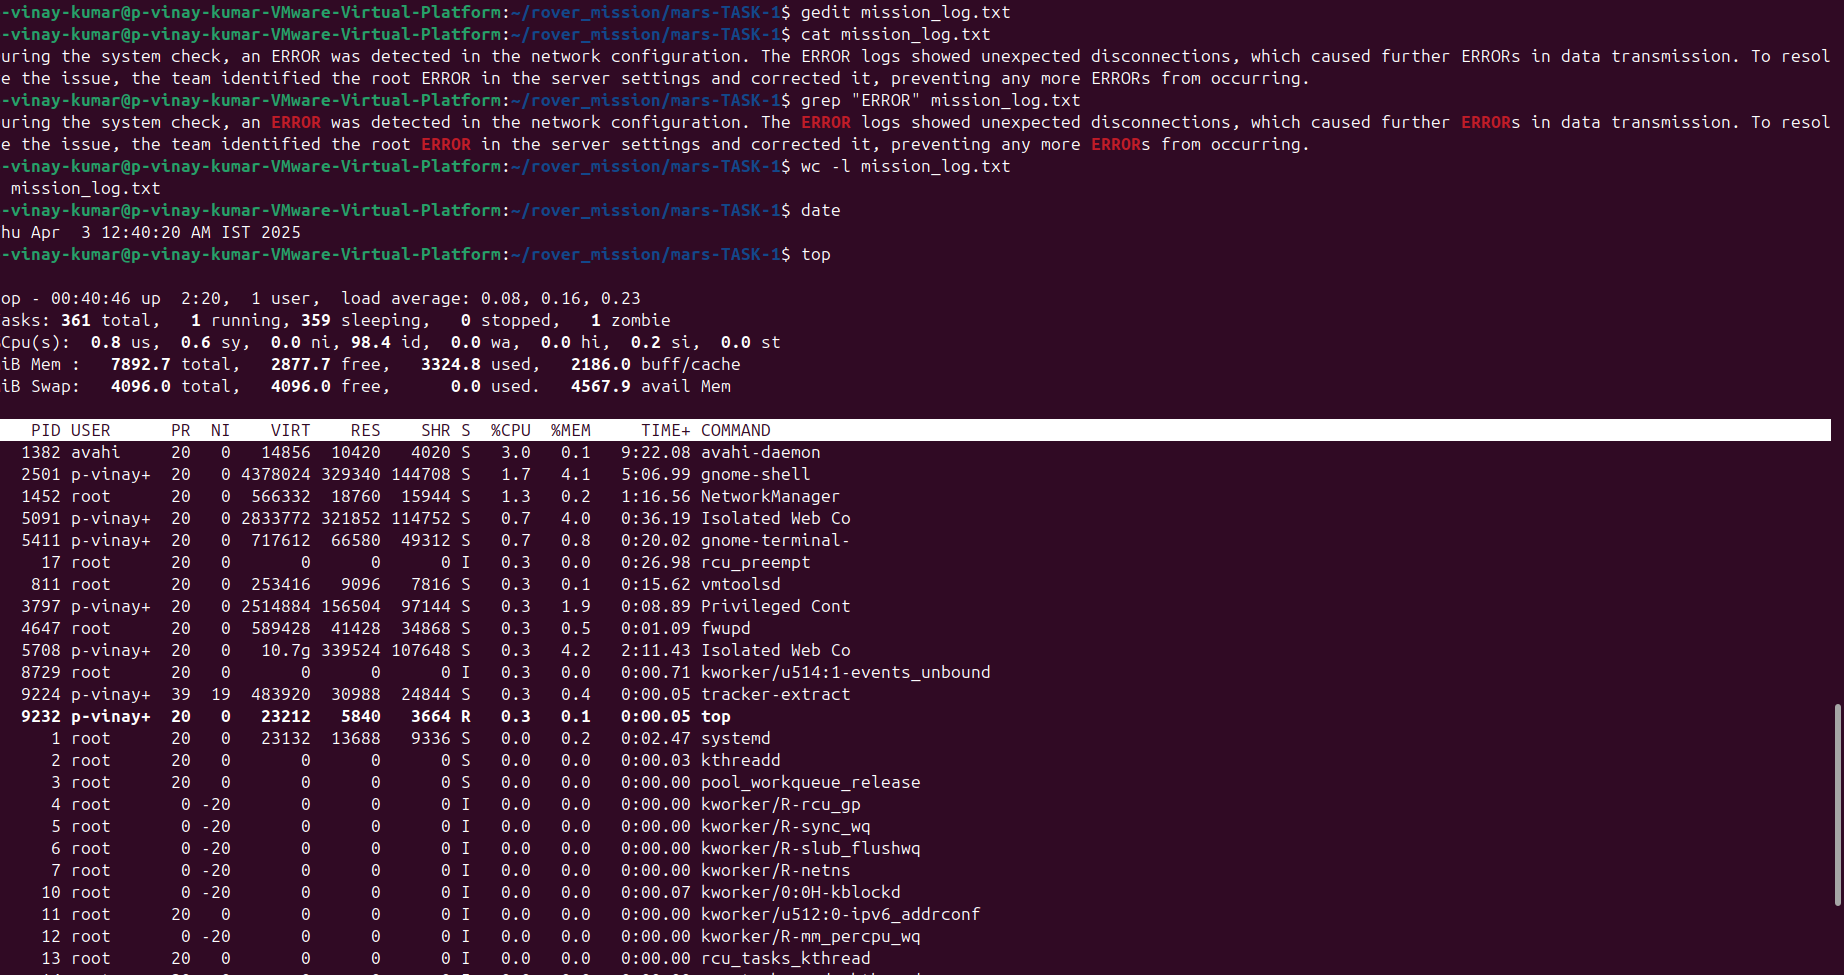 -vinay-kumar@p-vinay-kumar-VMware-Virtual-Platform:~/rover_mission/mars-TASK-1$ gedit mission_log.txt
-vinay-kumar@p-vinay-kumar-VMware-Virtual-Platform:~/rover_mission/mars-TASK-1$ cat mission_log.txt
uring the system check, an ERROR was detected in the network configuration. The ERROR logs showed unexpected disconnections, which caused further ERRORs in data transmission. To resol
e the issue, the team identified the root ERROR in the server settings and corrected it, preventing any more ERRORs from occurring.
-vinay-kumar@p-vinay-kumar-VMware-Virtual-Platform:~/rover_mission/mars-TASK-1$ grep "ERROR" mission_log.txt
uring the system check, an ERROR was detected in the network configuration. The ERROR logs showed unexpected disconnections, which caused further ERRORs in data transmission. To resol
e the issue, the team identified the root ERROR in the server settings and corrected it, preventing any more ERRORs from occurring.
-vinay-kumar@p-vinay-kumar-VMware-Virtual-Platform:~/rover_mission/mars-TASK-1$ wc -l mission_log.txt
 mission_log.txt
-vinay-kumar@p-vinay-kumar-VMware-Virtual-Platform:~/rover_mission/mars-TASK-1$ date
hu Apr  3 12:40:20 AM IST 2025
-vinay-kumar@p-vinay-kumar-VMware-Virtual-Platform:~/rover_mission/mars-TASK-1$ top
op - 00:40:46 up  2:20,  1 user,  load average: 0.08, 0.16, 0.23
asks: 361 total,   1 running, 359 sleeping,   0 stopped,   1 zombie
Cpu(s):  0.8 us,  0.6 sy,  0.0 ni, 98.4 id,  0.0 wa,  0.0 hi,  0.2 si,  0.0 st
iB Mem :   7892.7 total,   2877.7 free,   3324.8 used,   2186.0 buff/cache
iB Swap:   4096.0 total,   4096.0 free,      0.0 used.   4567.9 avail Mem
PID USER PR NI VIRT RES SHR S %CPU %MEM TIME+ COMMAND
1382 avahi 20 0 14856 10420 4020 S 3.0 0.1 9:22.08 avahi-daemon
2501 p-vinay+ 20 0 4378024 329340 144708 S 1.7 4.1 5:06.99 gnome-shell
1452 root 20 0 566332 18760 15944 S 1.3 0.2 1:16.56 NetworkManager
5091 p-vinay+ 20 0 2833772 321852 114752 S 0.7 4.0 0:36.19 Isolated Web Co
5411 p-vinay+ 20 0 717612 66580 49312 S 0.7 0.8 0:20.02 gnome-terminal-
17 root 20 0 0 0 0 I 0.3 0.0 0:26.98 rcu_preempt
811 root 20 0 253416 9096 7816 S 0.3 0.1 0:15.62 vmtoolsd
3797 p-vinay+ 20 0 2514884 156504 97144 S 0.3 1.9 0:08.89 Privileged Cont
4647 root 20 0 589428 41428 34868 S 0.3 0.5 0:01.09 fwupd
5708 p-vinay+ 20 0 10.7g 339524 107648 S 0.3 4.2 2:11.43 Isolated Web Co
8729 root 20 0 0 0 0 I 0.3 0.0 0:00.71 kworker/u514:1-events_unbound
9224 p-vinay+ 39 19 483920 30988 24844 S 0.3 0.4 0:00.05 tracker-extract
9232 p-vinay+ 20 0 23212 5840 3664 R 0.3 0.1 0:00.05 top
1 root 20 0 23132 13688 9336 S 0.0 0.2 0:02.47 systemd
2 root 20 0 0 0 0 S 0.0 0.0 0:00.03 kthreadd
3 root 20 0 0 0 0 S 0.0 0.0 0:00.00 pool_workqueue_release
4 root 0 -20 0 0 0 I 0.0 0.0 0:00.00 kworker/R-rcu_gp
5 root 0 -20 0 0 0 I 0.0 0.0 0:00.00 kworker/R-sync_wq
6 root 0 -20 0 0 0 I 0.0 0.0 0:00.00 kworker/R-slub_flushwq
7 root 0 -20 0 0 0 I 0.0 0.0 0:00.00 kworker/R-netns
10 root 0 -20 0 0 0 I 0.0 0.0 0:00.07 kworker/0:0H-kblockd
11 root 20 0 0 0 0 I 0.0 0.0 0:00.00 kworker/u512:0-ipv6_addrconf
12 root 0 -20 0 0 0 I 0.0 0.0 0:00.00 kworker/R-mm_percpu_wq
13 root 20 0 0 0 0 I 0.0 0.0 0:00.00 rcu_tasks_kthread